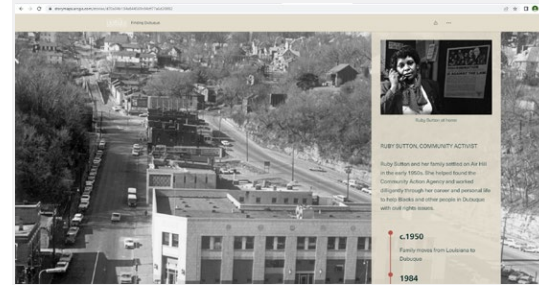 Ruby Sutton, at home
RUBY SUTTON, COMMUNITY ACTIVIST
Ruby Sutton and her family settled on Air Hill
in the early 1950s. She helped found the
Community Action Agency and worked
diligently through her career and personal life
to help Blacks and other people in Dubuque
with civil rights issues.
c.1950
Family moves from Louisiana to
Dubuque
1984